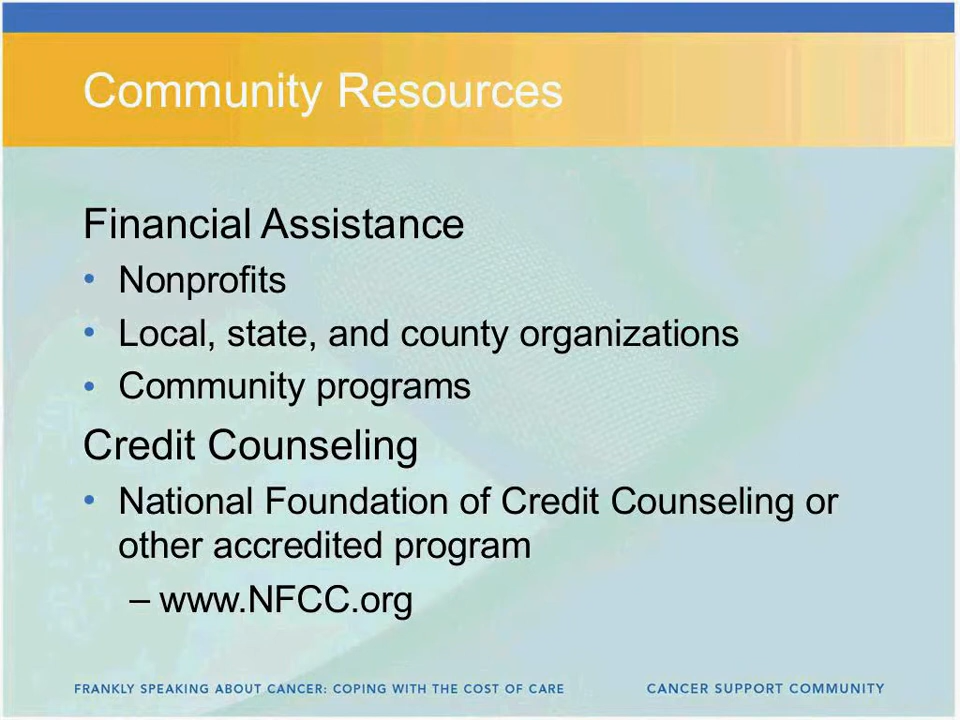 Community Resources
Financial Assistance
• Nonprofits
• Local, state, and county organizations
• Community programs
Credit Counseling
• National Foundation of Credit Counseling or
other accredited program
– www.NFCC.org
FRANKLY SPEAKING ABOUT CANCER: COPING WITH THE COST OF CARE CANCER SUPPORT COMMUNITY